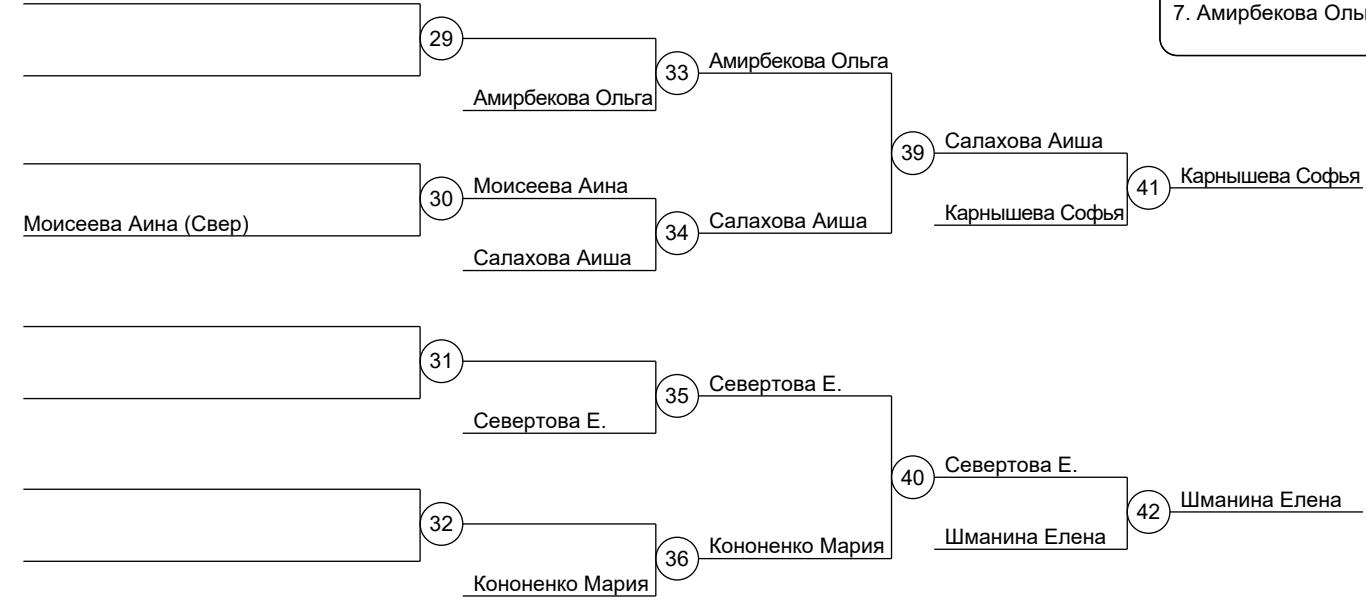 7. Амирбекова
29
Амирбекова Ольга
33
Амирбекова Ольга
Моисеева Аина (Свер)
30
Моисеева Аина
Салахова Аиша
34
Салахова Аиша
39
Салахова Аиша
Карнышева Софья
41
Карнышева Софья
31
Севертова Е.
35
Севертова Е.
32
Кононенко Мария
36
Кононенко Мария
40
Севертова Е.
Шманина Елена
42
Шманина Елена